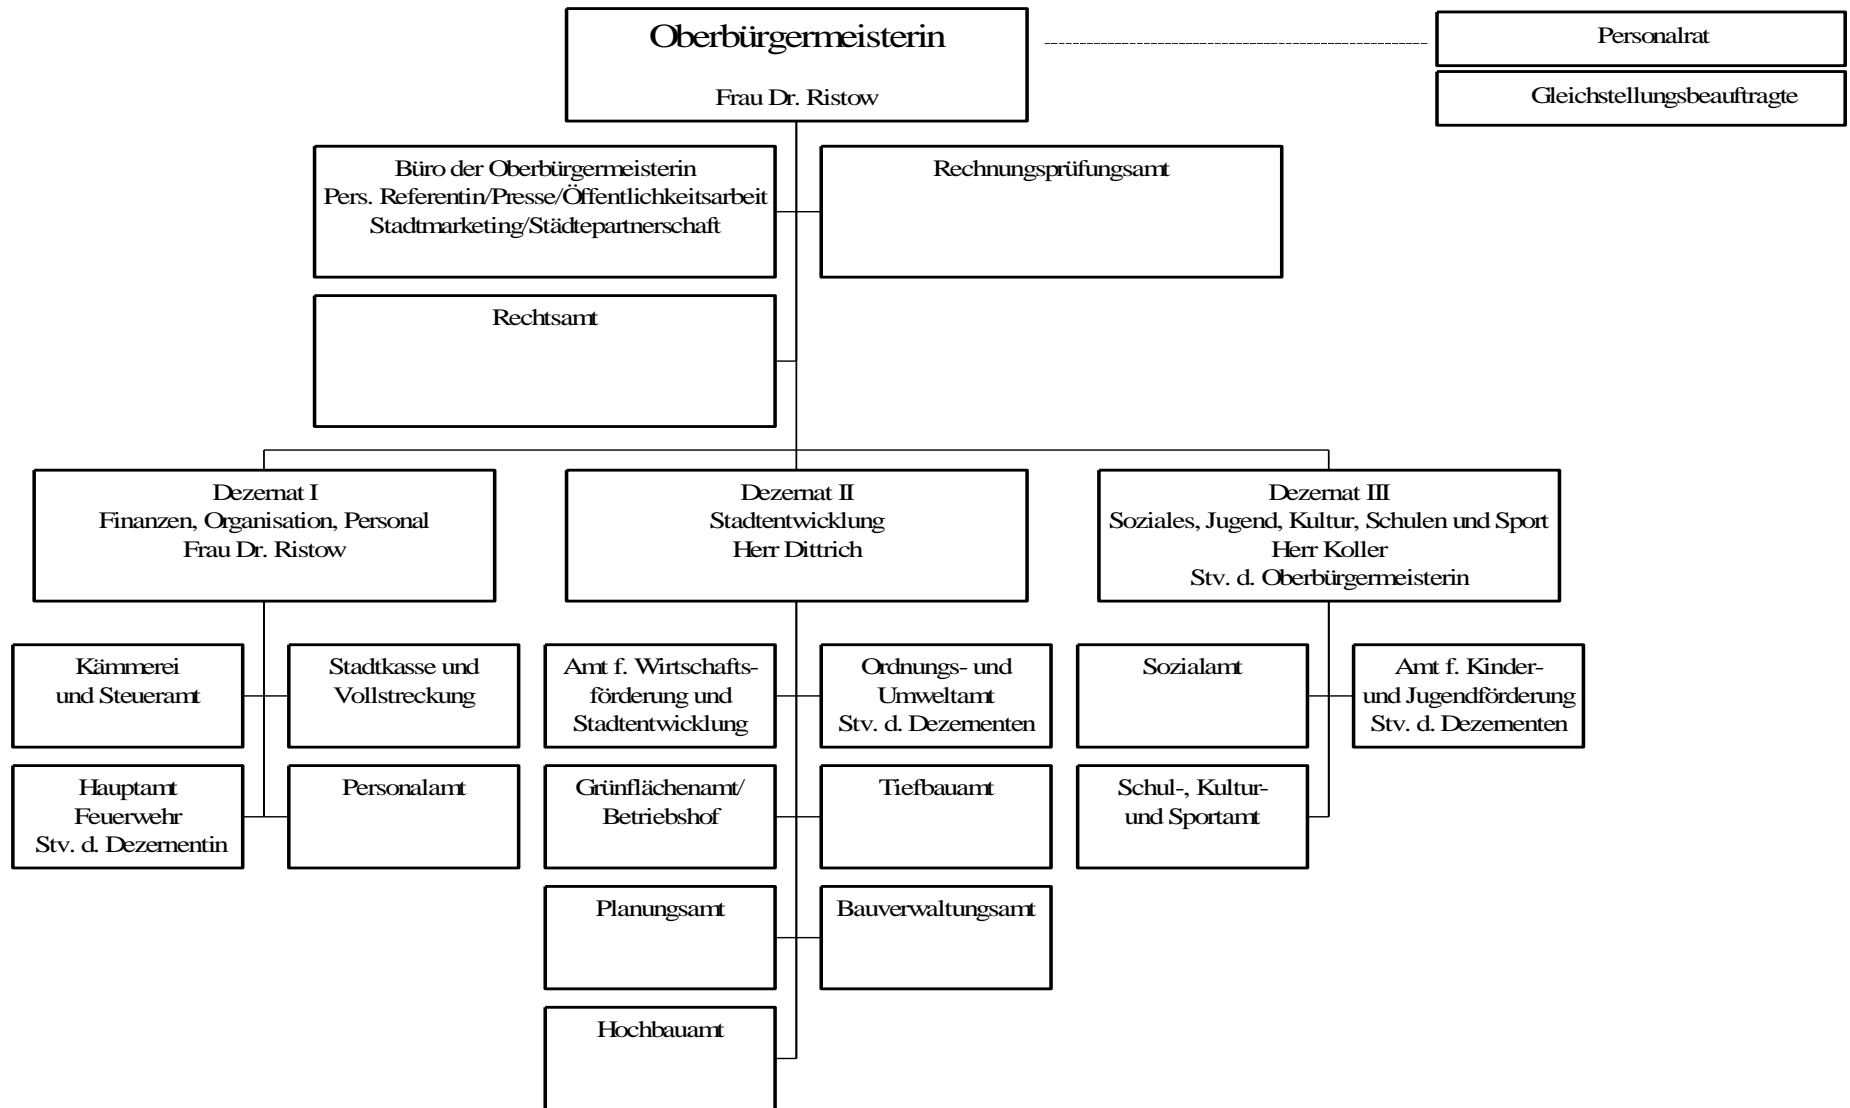 Oberbürgermeisterin
Frau Dr. Ristow
Personalrat
Gleichstellungsbeauftragte
Büro der Oberbürgermeisterin
Pers. Referentin/Presse/Öffentlichkeitsarbeit
Stadtmarketing/Städtepartnerschaft
Rechnungsprüfungsamt
Rechtsamt
Dezernat I
Finanzen, Organisation, Personal
Frau Dr. Ristow
Dezernat II
Stadtentwicklung
Herr Dittrich
Dezernat III
Soziales, Jugend, Kultur, Schulen und Sport
Herr Koller
Stv. d. Oberbürgermeisterin
Kämmerei
und Steueramt
Stadtkasse und
Vollstreckung
Amt f. Wirtschafts-
förderung und
Stadtentwicklung
Ordnungs- und
Umweltamt
Stv. d. Dezernenten
Sozialamt
Amt f. Kinder-
und Jugendförderung
Stv. d. Dezernenten
Hauptamt
Feuerwehr
Stv. d. Dezernentin
Personalamt
Grünflächenamt/
Betriebshof
Tiefbauamt
Schul-, Kultur-
und Sportamt
Planungsamt
Bauverwaltungsamt
Hochbauamt